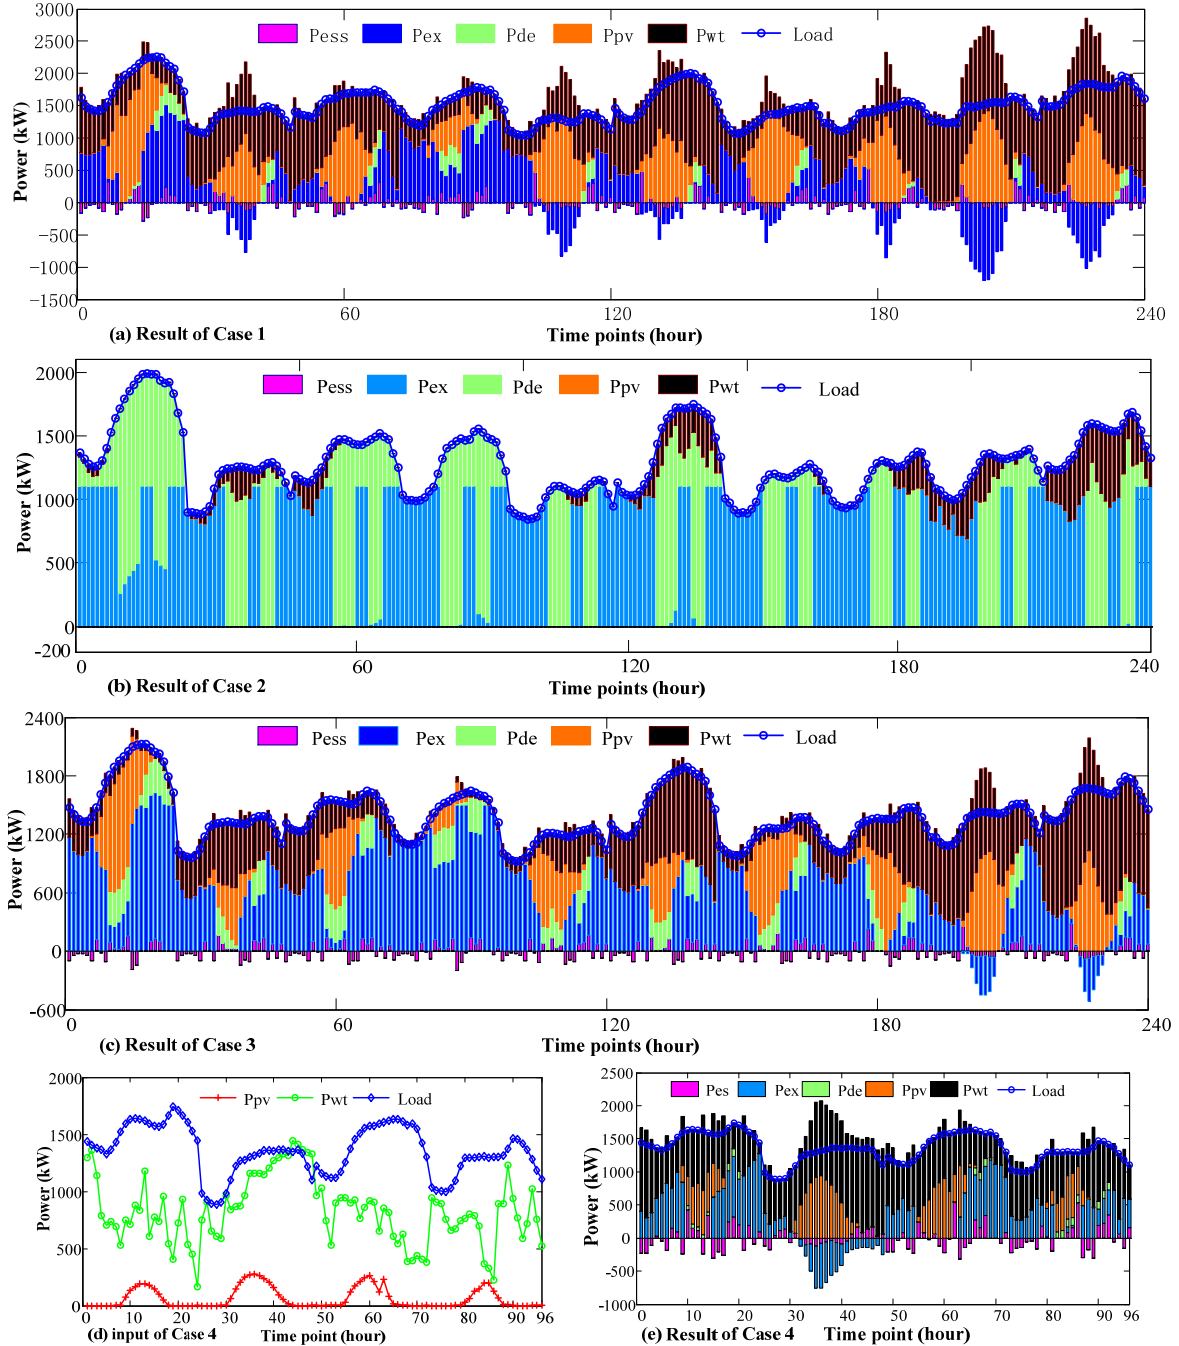 3000
2500
2000
1500
1000
500
0
−500
−1000
−1500
Power (kW)
Pess Pex Pde Ppv Pwt Load
0 60 120 180 240
(a) Result of Case 1 Time points (hour)
2000
1500
1000
500
0
-200
Power (kW)
Pess Pex Pde Ppv Pwt Load
0 60 120 180 240
(b) Result of Case 2 Time points (hour)
2400
1800
1200
600
0
-600
Power (kW)
Pess Pex Pde Ppv Pwt Load
0 60 120 180 240
(c) Result of Case 3 Time points (hour)
2000
1500
1000
500
0
Power (kW)
Ppv Pwt Load
0 10 20 30 40 50 60 70 80 90 96
(d) input of Case 4 Time point (hour)
2500
2000
1500
1000
500
0
-500
-1000
Power (kW)
Pes Pex Pde Ppv Pwt Load
0 10 20 30 40 50 60 70 80 90 96
(e) Result of Case 4 Time point (hour)